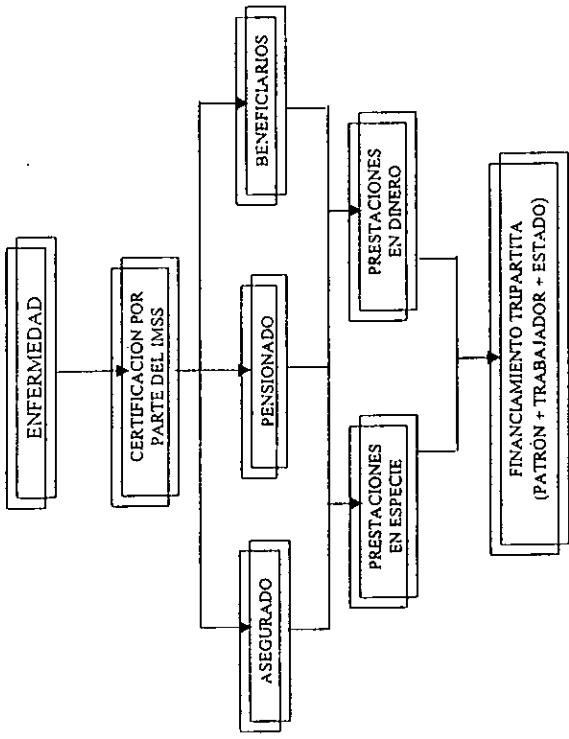 ENFERMEDAD
CERTIFICACION POR
PARTE DEL IMSS
ASEGURADO
PENSIONADO
BENEFICIARIOS
PRESTACIONES
EN ESPECIE
PRESTACIONES
EN DINERO
FINANCIAMIENTO TRIPARTITA
(PATRÓN + TRABAJADOR + ESTADO)